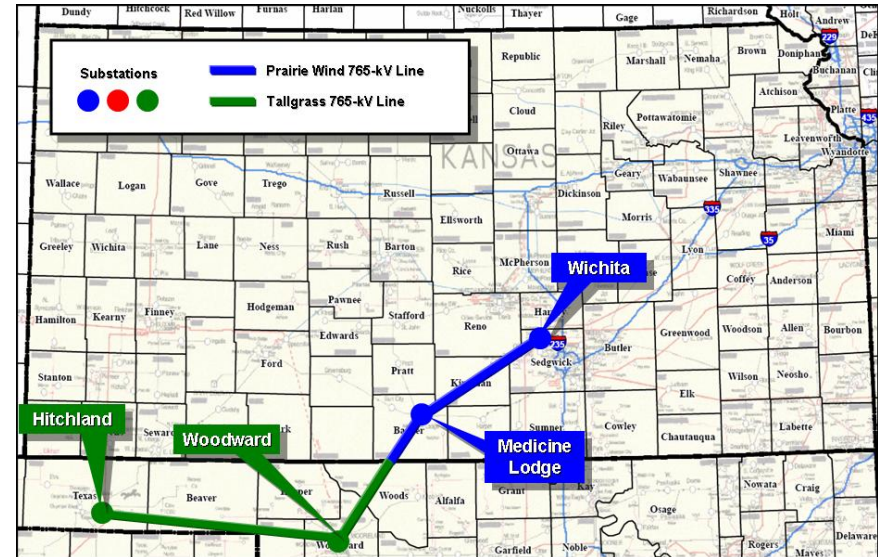 Dundy
Hitchcock
Red Willow
Furnas
Harlan
Nuckolls
Thayer
Gage
Richardson
Holt
Andrew
229
Substations
Prairie Wind 765-kV Line
Tallgrass 765-kV Line
Republic
Marshall
Nemaha
Brown
Doniphan
Buchanan
Atchison
Platte
435
Cloud
Riley
Pottawatomie
Leavenworth
Wyandotte
KANSAS
Ottawa
Geary
Wabaunsee
Shawnee
Wallace
Logan
Gove
Trego
Russell
Dickinson
Ellsworth
Morris
335
35
Miami
Greeley
Wichita
Lane
Ness
Rush
Barton
Rice
McPherson
Lyon
Wichita
Coffey
Anderson
Hamilton
Kearny
Finney
Hodgeman
Pawnee
Stafford
Reno
Edwards
Greenwood
Woodson
Allen
Bourbon
235
Butler
Sedgwick
Ford
Pratt
Stanton
Wilson
Neosho
Elk
Hitchland
Woodward
Medicine
Lodge
Sumner
Cowley
Chautauqua
Labette
Texas
Beaver
Woods
Alfalfa
Grant
Kay
Osage
Nowata
Craig
Garfield
Noble
Rogers
Mayes
Delaware